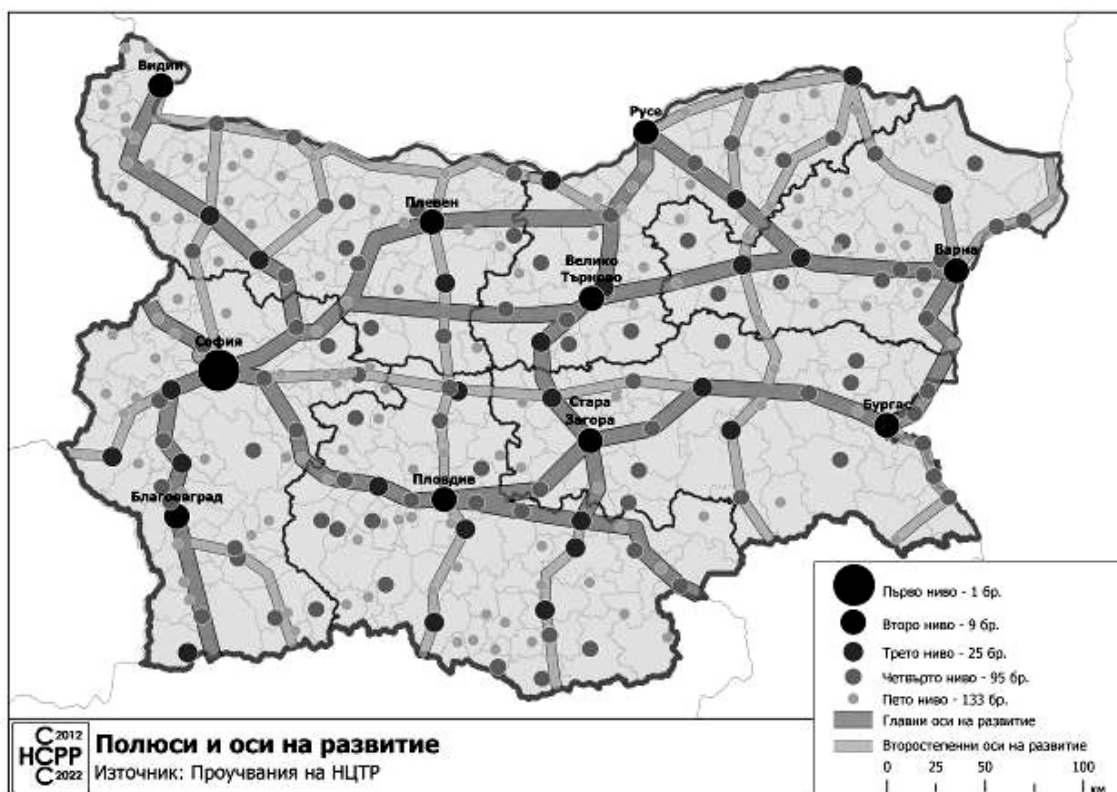 Видин
Русе
Плевен
Варна
Велико
Търново
София
Стара
Загора
Бургас
Пловдив
Благоевград
Първо ниво - 1 бр.
Второ ниво - 9 бр.
Трето ниво - 25 бр.
Четвърто ниво - 95 бр.
Пето ниво - 133 бр.
Главни оси на развитие
Второстепенни оси на развитие
0 25 50 100
км
C 2012
НСРР
C 2022
Полюси и оси на развитие
Източник: Проучвания на НЦТР